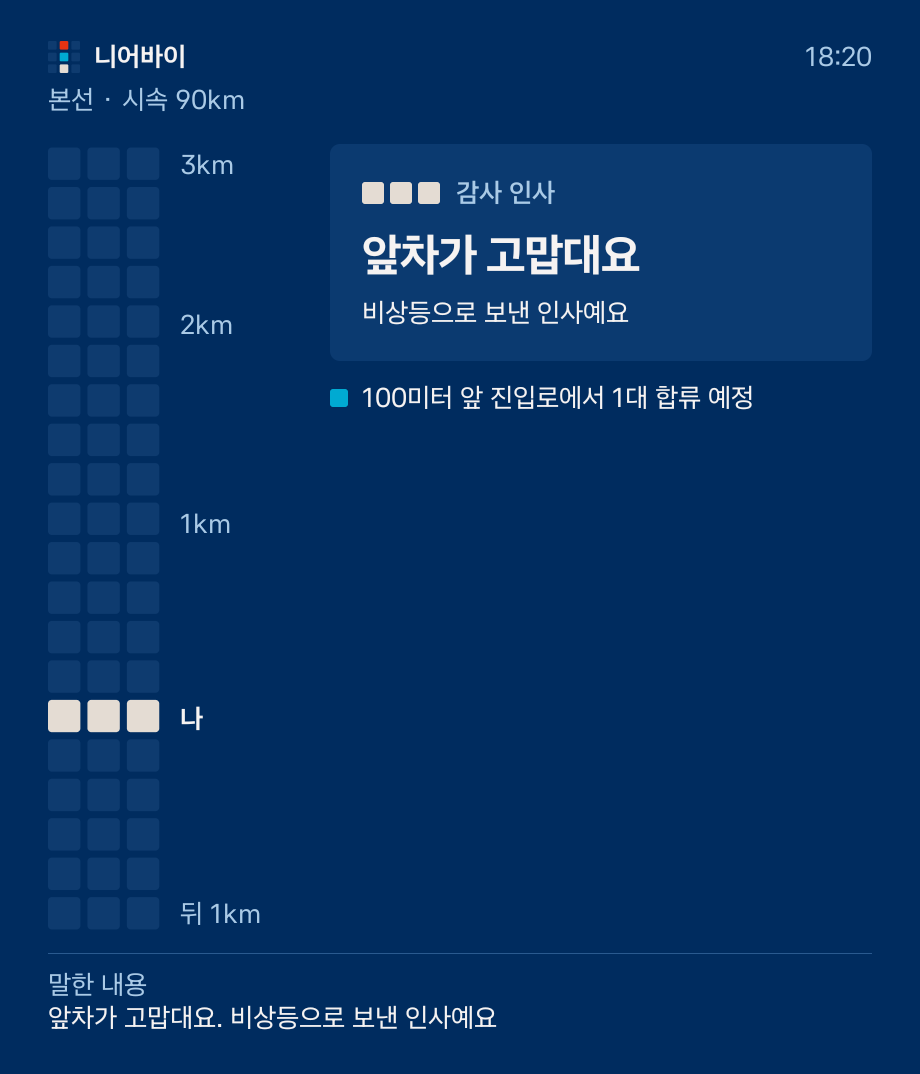 니어바이
18:20
본선 · 시속 90km
3km
2km
1km
나
뒤 1km
감사 인사
앞차가 고맙대요
비상등으로 보낸 인사예요
100미터 앞 진입로에서 1대 합류 예정
말한 내용
앞차가 고맙대요. 비상등으로 보낸 인사예요